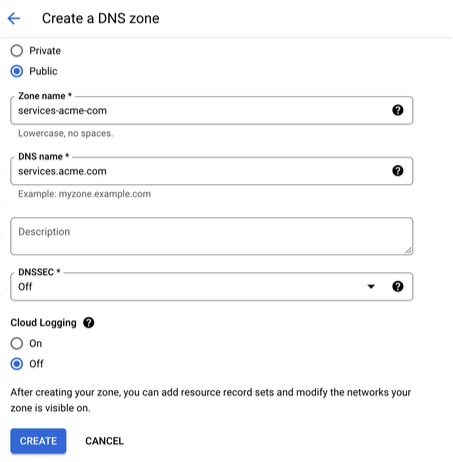 Create a DNS zone
Private
Public
Zone name *
services-acme-com
Lowercase, no spaces.
DNS name *
services.acme.com
Example: myzone.example.com
Description
DNSSEC *
Off
Cloud Logging
On
Off
After creating your zone, you can add resource record sets and modify the networks your
zone is visible on.
CREATE CANCEL